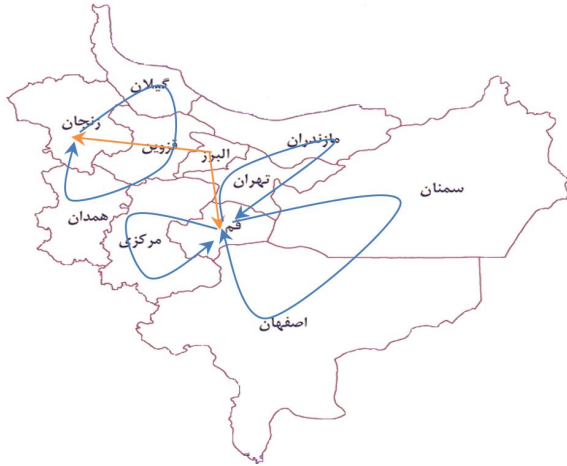 گیلان
زنجان
مازندران
قزوین
البرز
تهران
سمنان
همدان
مرکزی
قم
اصفهان